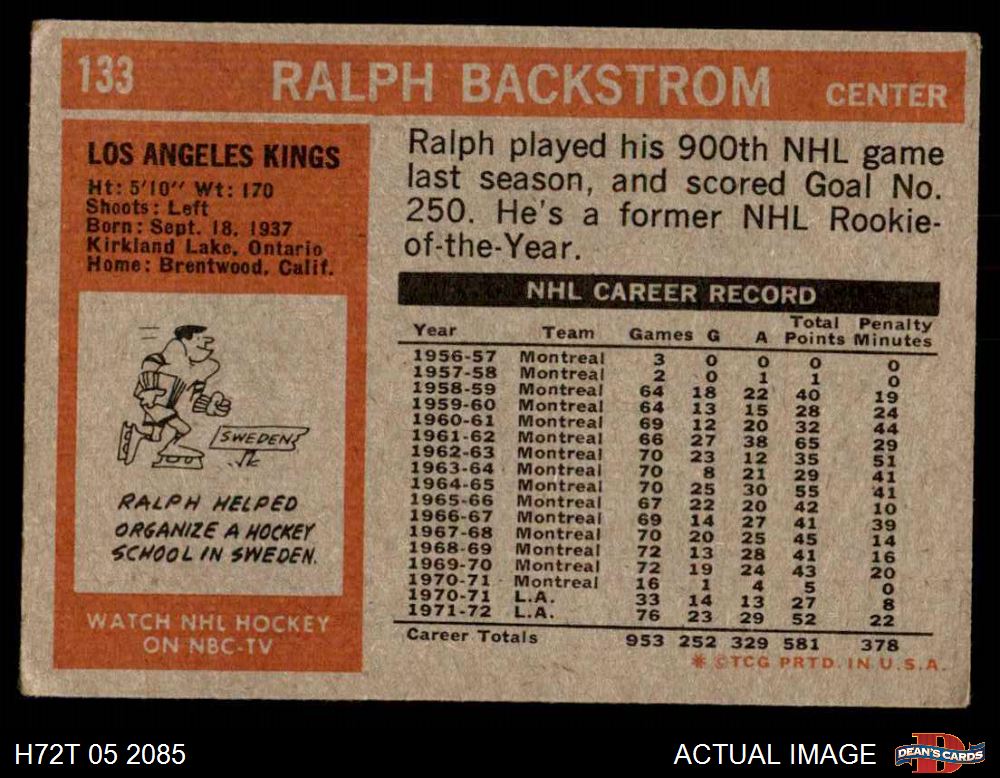 133 RALPH BACKSTROM CENTER
LOS ANGELES KINGS
Ht: 5'10" Wt: 170
Shoots: Left
Born: Sept. 18, 1937
Kirkland Lake, Ontario
Home: Brentwood, Calif.
SWEDEN
RALPH HELPED
ORGANIZE A HOCKEY
SCHOOL IN SWEDEN.
WATCH NHL HOCKEY
ON NBC-TV
Ralph played his 900th NHL game
last season, and scored Goal No.
250. He's a former NHL Rookie-
of-the-Year.
NHL CAREER RECORD
Year Team Games G A Total Points Penalty Minutes
1956-57 Montreal 3 0 0 0 0
1957-58 Montreal 2 0 1 1 0
1958-59 Montreal 64 18 22 40 19
1959-60 Montreal 64 13 15 28 24
1960-61 Montreal 69 12 20 32 44
1961-62 Montreal 66 27 38 65 29
1962-63 Montreal 70 23 12 35 51
1963-64 Montreal 70 8 21 29 41
1964-65 Montreal 70 25 30 55 41
1965-66 Montreal 67 22 20 42 10
1966-67 Montreal 69 14 27 41 39
1967-68 Montreal 70 20 25 45 14
1968-69 Montreal 72 13 28 41 16
1969-70 Montreal 72 19 24 43 20
1970-71 Montreal 16 1 4 5 0
1970-71 L.A. 33 14 13 27 8
1971-72 L.A. 76 23 29 52 22
Career Totals 953 252 329 581 378
* ©TCG PRTD. IN U.S.A.
H72T 05 2085
ACTUAL IMAGE
D
DEAN'S CARDS